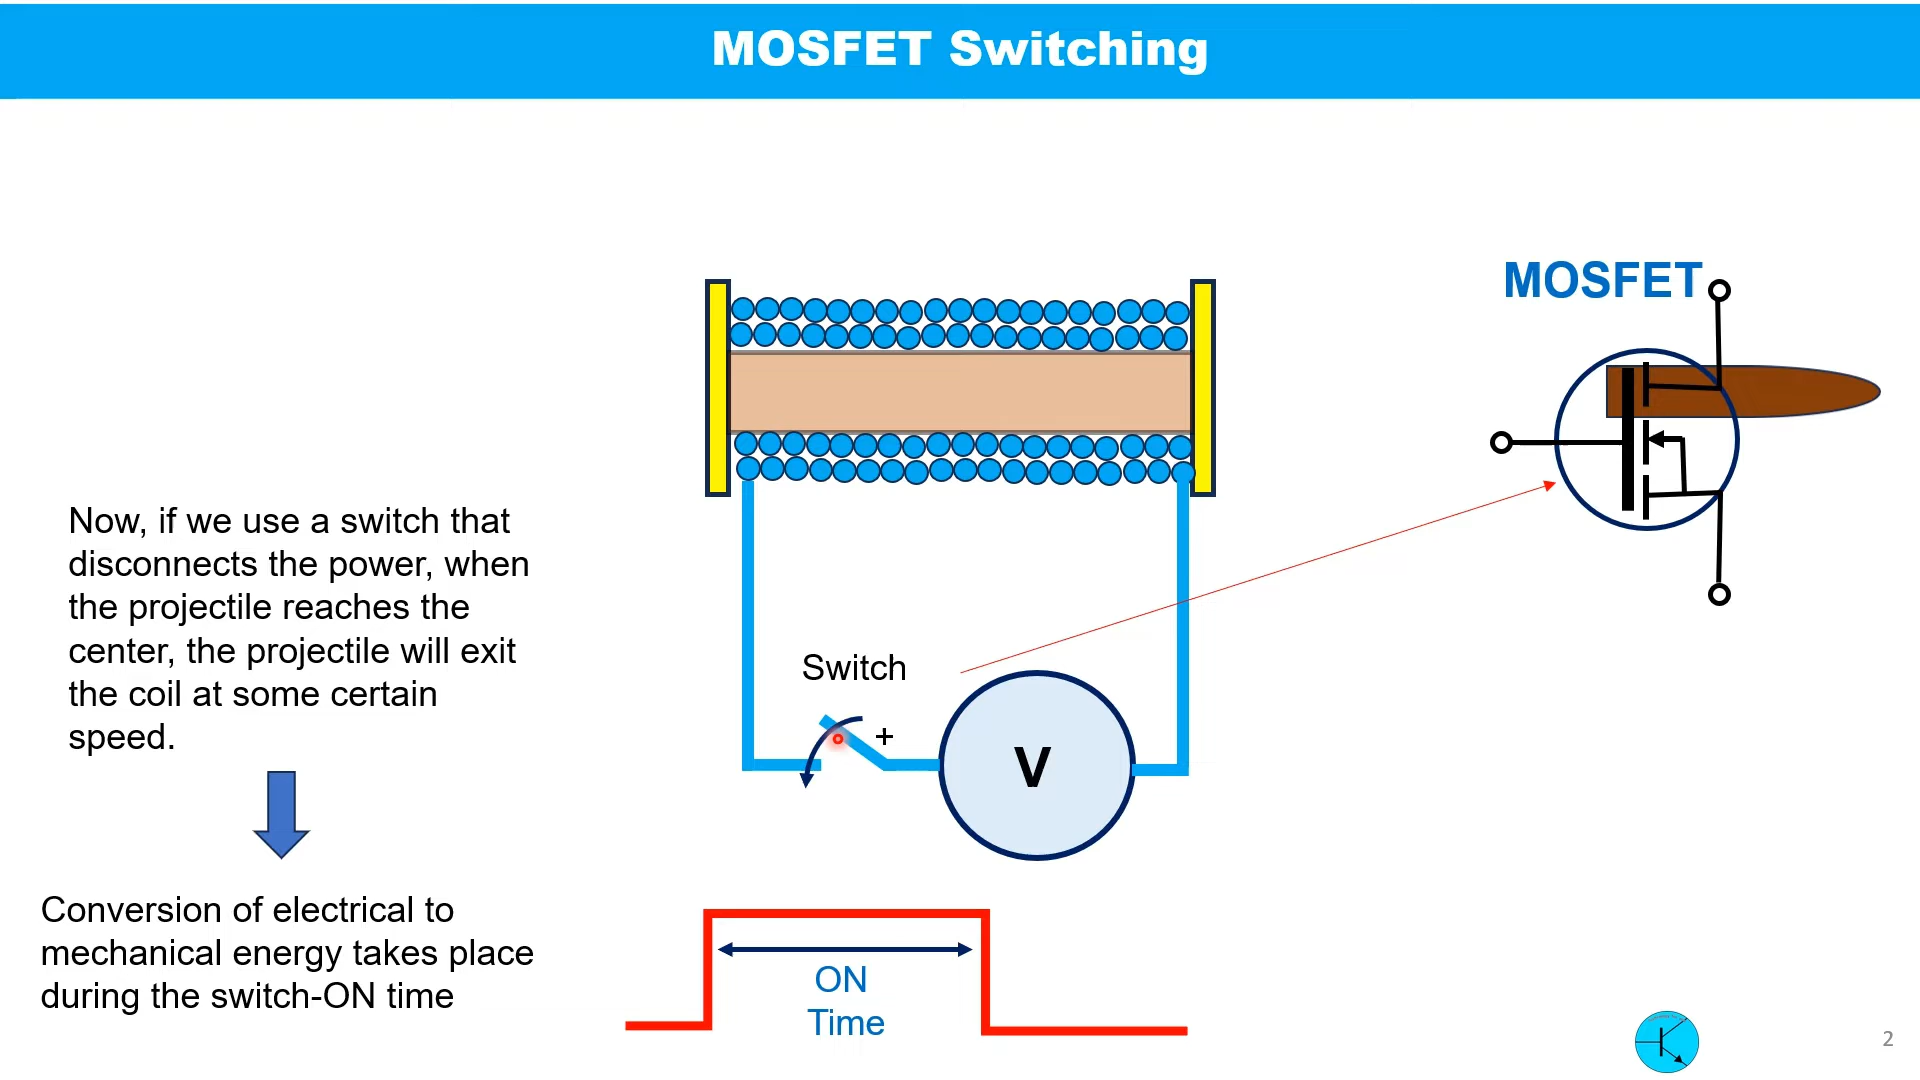 MOSFET Switching
MOSFET
Now, if we use a switch that
disconnects the power, when
the projectile reaches the
center, the projectile will exit
the coil at some certain
speed.
Switch
+
V
Conversion of electrical to
mechanical energy takes place
during the switch-ON time
ON
Time
2